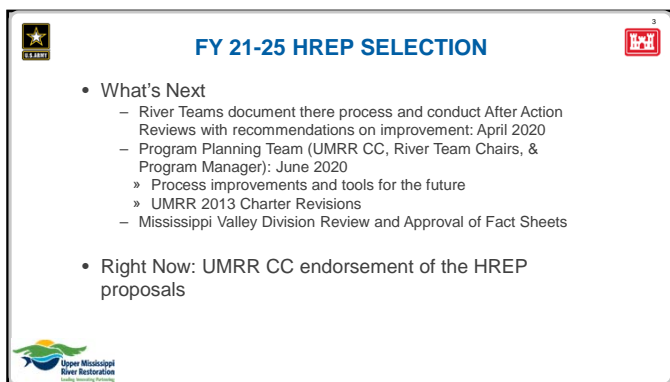 3
U.S. ARMY
FY 21-25 HREP SELECTION
• What's Next
– River Teams document there process and conduct After Action
Reviews with recommendations on improvement: April 2020
– Program Planning Team (UMRR CC, River Team Chairs, &
Program Manager): June 2020
» Process improvements and tools for the future
» UMRR 2013 Charter Revisions
– Mississippi Valley Division Review and Approval of Fact Sheets
• Right Now: UMRR CC endorsement of the HREP
proposals
Upper Mississippi
River Restoration
Leading. Innovating. Partnering.